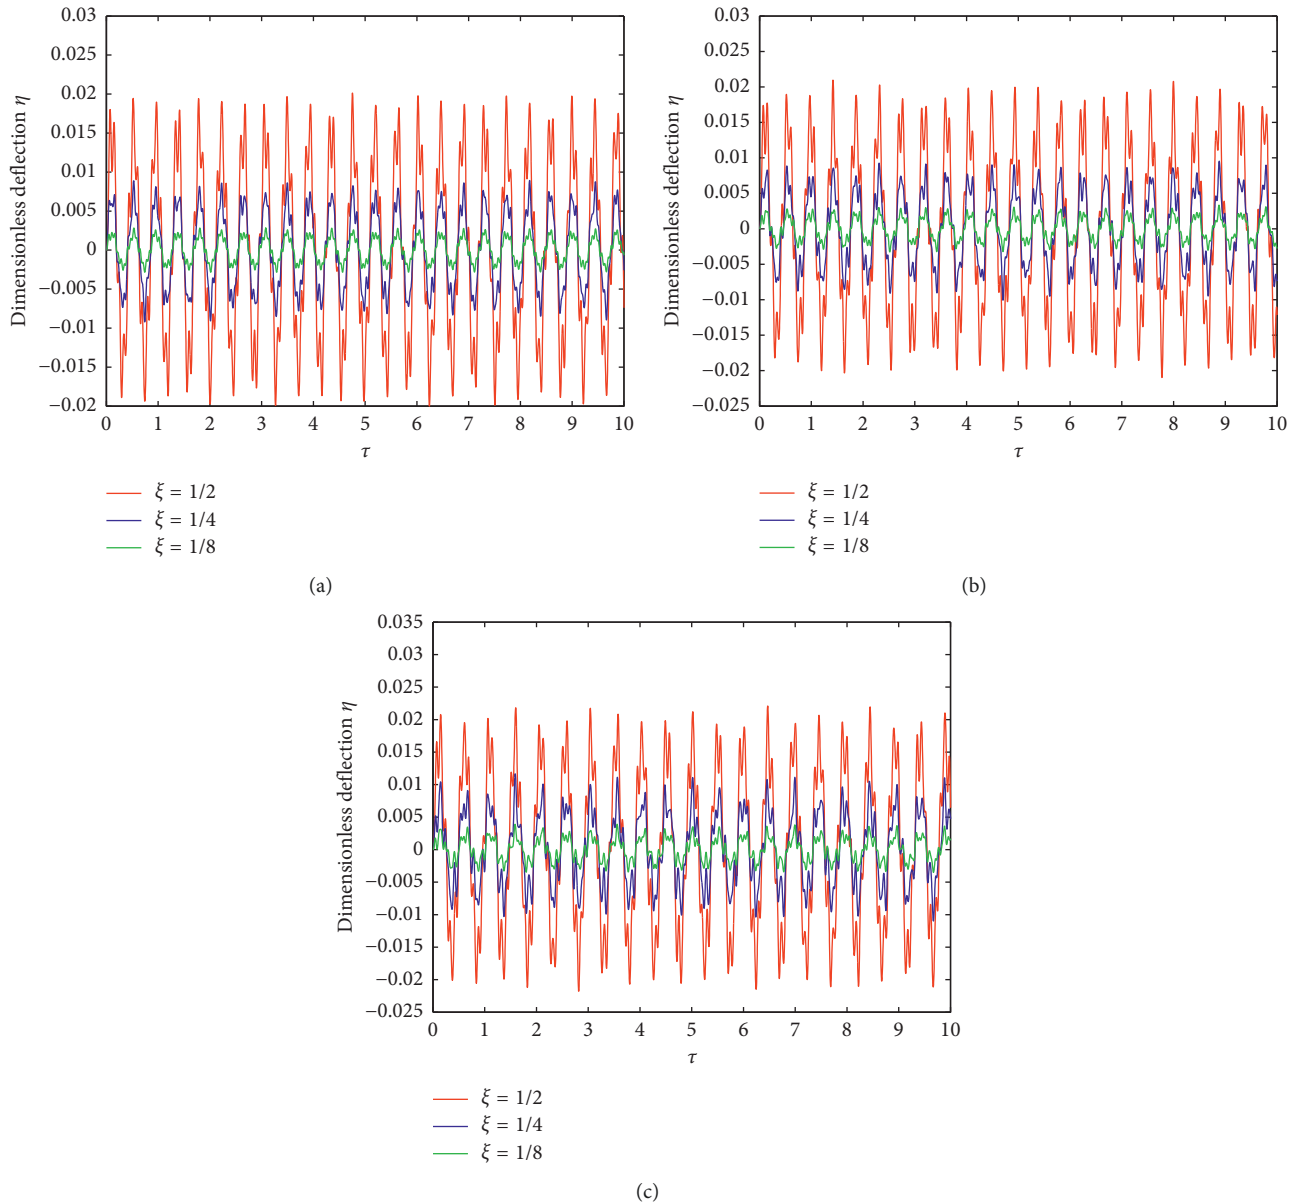 Dimensionless deflection η
0.03
0.025
0.02
0.015
0.01
0.005
0
−0.005
−0.01
−0.015
−0.02
0 1 2 3 4 5 6 7 8 9 10
τ
ξ = 1/2
ξ = 1/4
ξ = 1/8
(a)
Dimensionless deflection η
0.03
0.025
0.02
0.015
0.01
0.005
0
−0.005
−0.01
−0.015
−0.02
−0.025
0 1 2 3 4 5 6 7 8 9 10
τ
ξ = 1/2
ξ = 1/4
ξ = 1/8
(b)
Dimensionless deflection η
0.035
0.03
0.025
0.02
0.015
0.01
0.005
0
−0.005
−0.01
−0.015
−0.02
−0.025
0 1 2 3 4 5 6 7 8 9 10
τ
ξ = 1/2
ξ = 1/4
ξ = 1/8
(c)